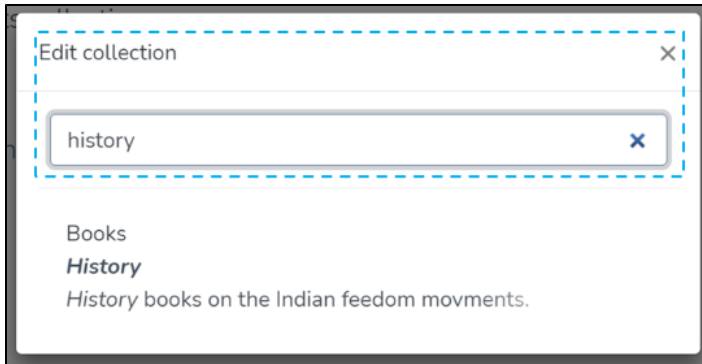 Edit collection
history
Books
History
History books on the Indian feedom movments.